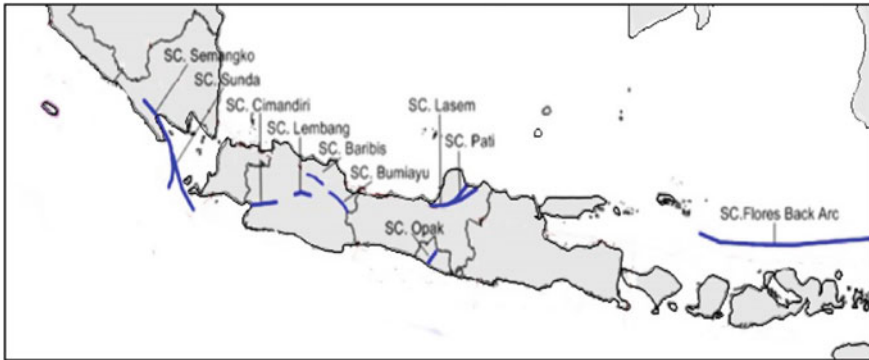 SC. Semangko
SC. Sunda
SC. Cimandiri
SC. Lasem
SC. Lembang
SC. Pati
SC. Baribis
SC. Bumiayu
SC.Flores Back Arc
SC. Opak